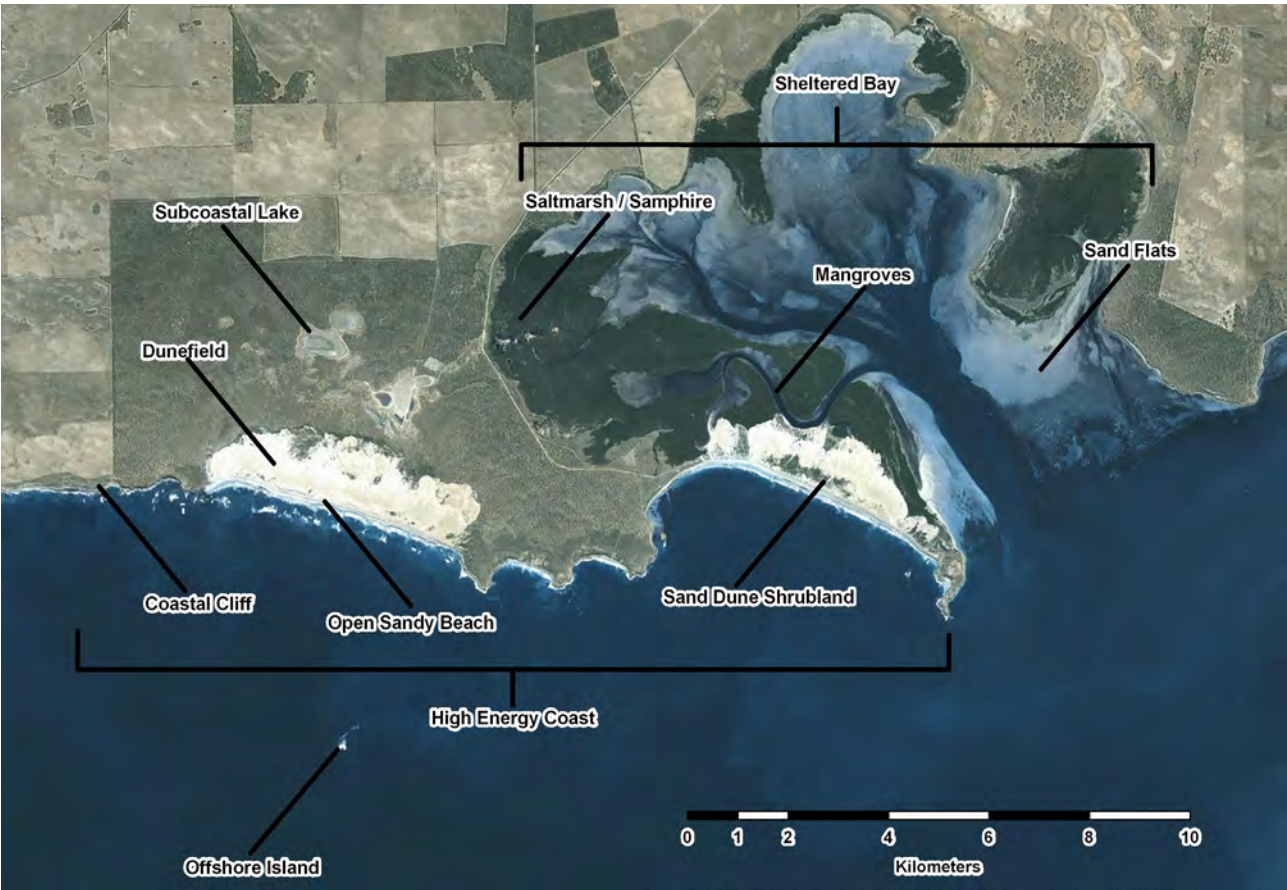 Sheltered Bay
Saltmarsh / Samphire
Subcoastal Lake
Sand Flats
Mangroves
Dunefield
Coastal Cliff
Open Sandy Beach
Sand Dune Shrubland
High Energy Coast
Offshore Island
0 1 2 4 6 8 10
Kilometers